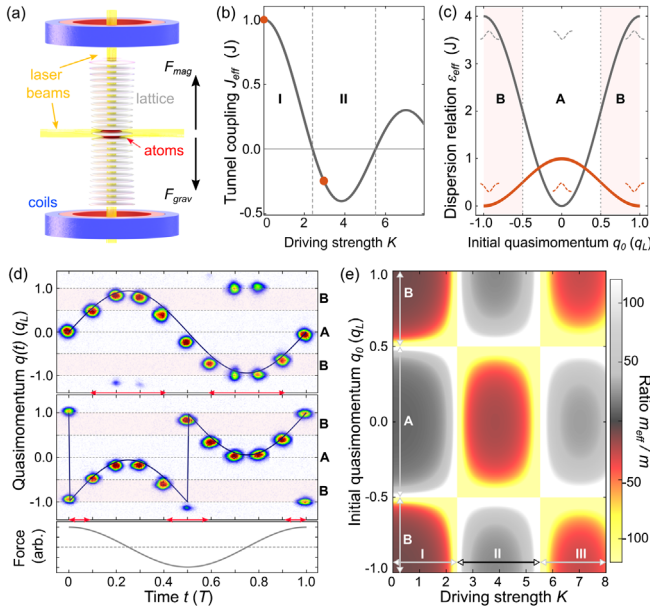 (a)
laser
beams
F_mag
lattice
atoms
F_grav
coils
(b)
Tunnel coupling J_eff (J)
1.0
0.5
0.0
-0.5
I
II
0
2
4
6
Driving strength K
(c)
Dispersion relation ε_eff (J)
4
3
2
1
0
B
A
B
-1.0
-0.5
0.0
0.5
1.0
Initial quasimomentum q_0 (q_L)
(d)
Quasimomentum q(t) (q_L)
1.0
0.0
-1.0
B
A
B
1.0
0.0
-1.0
B
A
B
Force
(arb.)
0.0
0.2
0.4
0.6
0.8
1.0
Time t (T)
(e)
Initial quasimomentum q_0 (q_L)
1.0
0.5
0.0
-0.5
-1.0
B
A
B
I
II
III
0
1
2
3
4
5
6
7
8
Driving strength K
100
50
-50
-100
Ratio m_eff / m